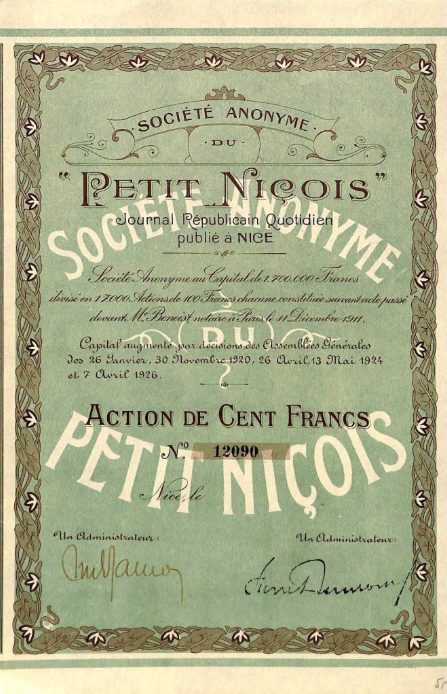 SOCIÉTÉ ANONYME
· DU ·
" PETIT NIÇOIS "
Journal Républicain Quotidien
publié à NICE
SOCIÉTÉ ANONYME
DU
PETIT NIÇOIS
Société Anonyme au Capital de 1.700.000 Francs
divisé en 17000 Actions de 100 Francs chacune constituée suivant acte passé
devant Me Benoist, notaire à Paris, le 11 Décembre 1911.
Capital augmenté par décisions des Assemblées Générales
des 26 Janvier, 30 Novembre 1920, 26 Avril, 13 Mai 1924
et 7 Avril 1926.
ACTION DE CENT FRANCS
No 12090
Nice, le
Un Administrateur: Un Administrateur: